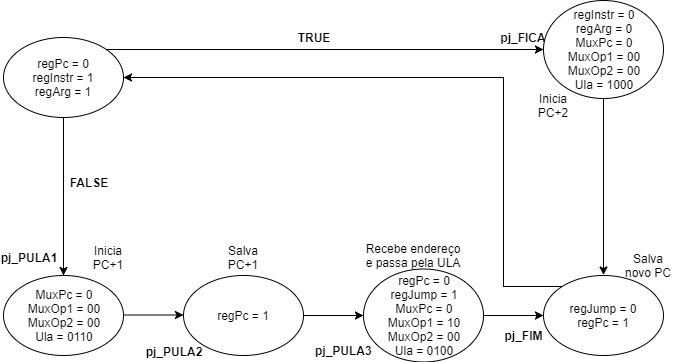 TRUE
pj_FICA
regInstr = 0
regArg = 0
MuxPc = 0
MuxOp1 = 00
MuxOp2 = 00
Ula = 1000
regPc = 0
regInstr = 1
regArg = 1
Inicia
PC+2
FALSE
pj_PULA1
Inicia
PC+1
Salva
PC+1
Recebe endereço
e passa pela ULA
Salva
novo PC
MuxPc = 0
MuxOp1 = 00
MuxOp2 = 00
Ula = 0110
pj_PULA2
regPc = 1
pj_PULA3
regPc = 0
regJump = 1
MuxPc = 0
MuxOp1 = 10
MuxOp2 = 00
Ula = 0100
pj_FIM
regJump = 0
regPc = 1